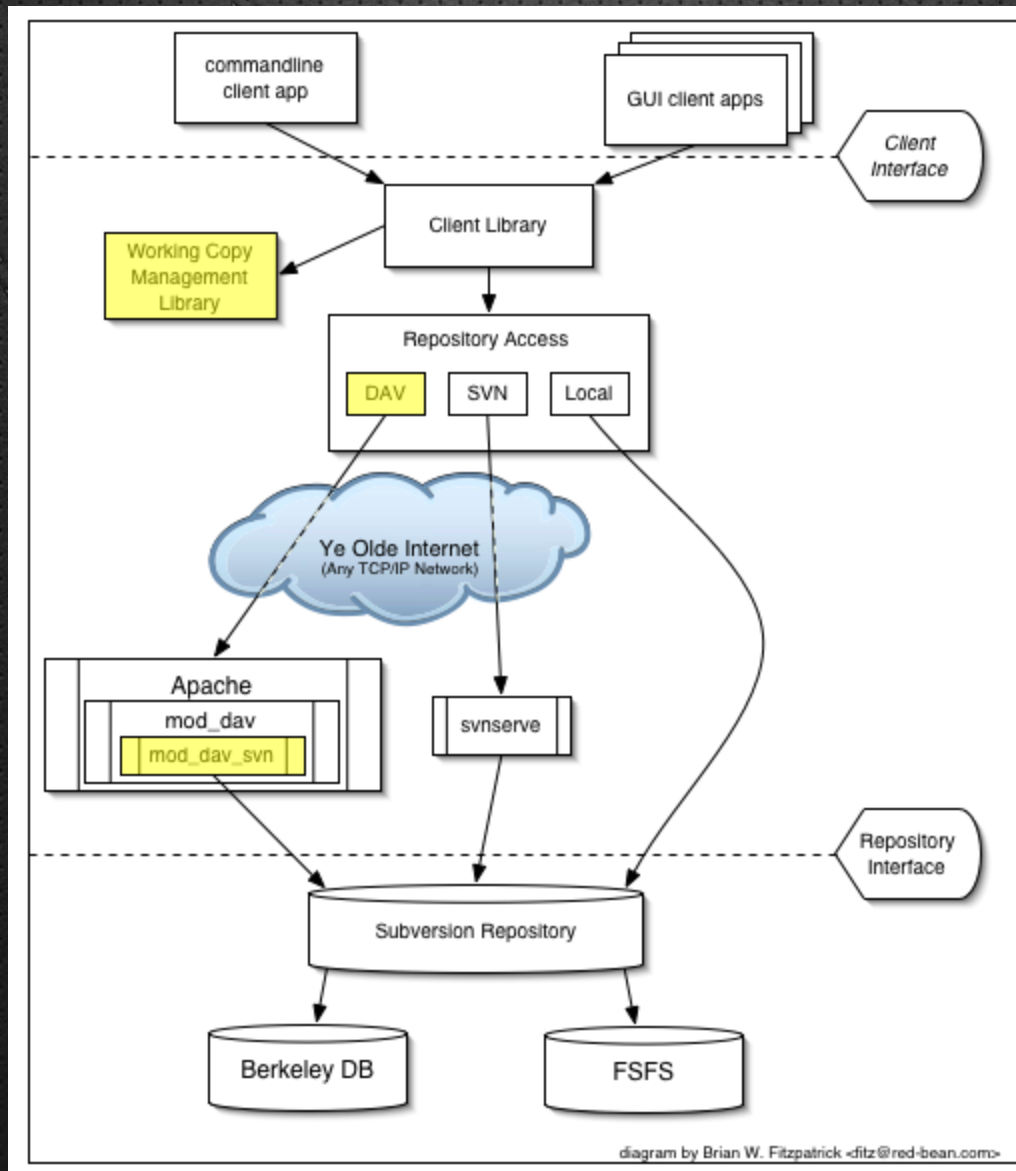 commandline
client app
GUI client apps
Client
Interface
Client Library
Working Copy
Management
Library
Repository Access
DAV
SVN
Local
Ye Olde Internet
(Any TCP/IP Network)
Apache
mod_dav
mod_dav_svn
svnserve
Repository
Interface
Subversion Repository
Berkeley DB
FSFS
diagram by Brian W. Fitzpatrick <fitz@red-bean.com>